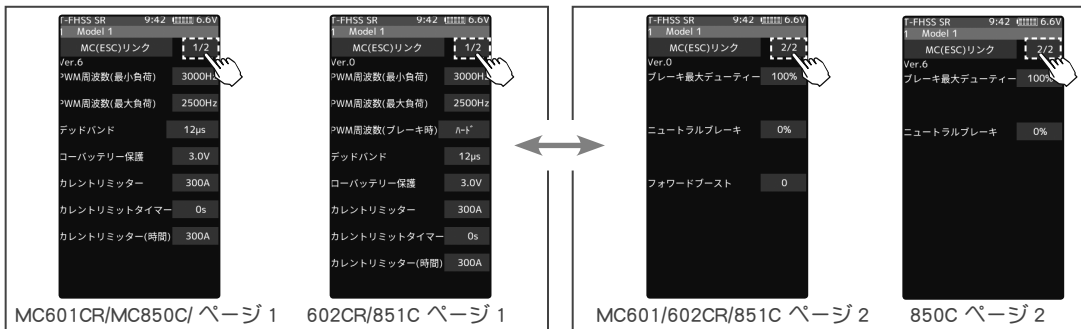 T-FHSS SR 9:42 6.6V
1 Model 1
MC(ESC)リンク 1/2
Ver.6
PWM周波数(最小負荷) 3000Hz
PWM周波数(最大負荷) 2500Hz
デッドバンド 12μs
ローバッテリー保護 3.0V
カレントリミッター 300A
カレントリミットタイマー 0s
カレントリミッター(時間) 300A
MC601CR/MC850C/ ページ 1
T-FHSS SR 9:42 6.6V
1 Model 1
MC(ESC)リンク 1/2
Ver.0
PWM周波数(最小負荷) 3000Hz
PWM周波数(最大負荷) 2500Hz
PWM周波数(ブレーキ時) ﾊｰﾄﾞ
デッドバンド 12μs
ローバッテリー保護 3.0V
カレントリミッター 300A
カレントリミットタイマー 0s
カレントリミッター(時間) 300A
602CR/851C ページ 1
T-FHSS SR 9:42 6.6V
1 Model 1
MC(ESC)リンク 2/2
Ver.0
ブレーキ最大デューティー 100%
ニュートラルブレーキ 0%
フォワードブースト 0
MC601/602CR/851C ページ 2
T-FHSS SR 9:42 6.6V
1 Model 1
MC(ESC)リンク 2/2
Ver.6
ブレーキ最大デューティー 100%
ニュートラルブレーキ 0%
850C ページ 2